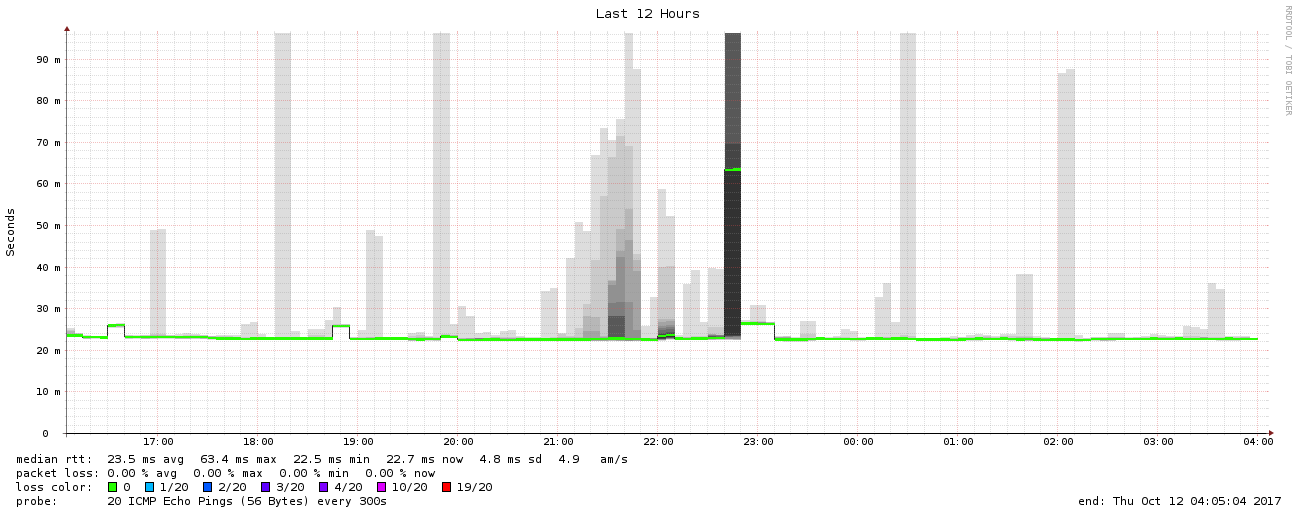 Last 12 Hours
RRDTOOL / TOBI OETIKER
Seconds
90 m
80 m
70 m
60 m
50 m
40 m
30 m
20 m
10 m
0
17:00 18:00 19:00 20:00 21:00 22:00 23:00 00:00 01:00 02:00 03:00 04:00
median rtt: 23.5 ms avg 63.4 ms max 22.5 ms min 22.7 ms now 4.8 ms sd 4.9 am/s
packet loss: 0.00 % avg 0.00 % max 0.00 % min 0.00 % now
loss color: 0 1/20 2/20 3/20 4/20 10/20 19/20
probe: 20 ICMP Echo Pings (56 Bytes) every 300s end: Thu Oct 12 04:05:04 2017